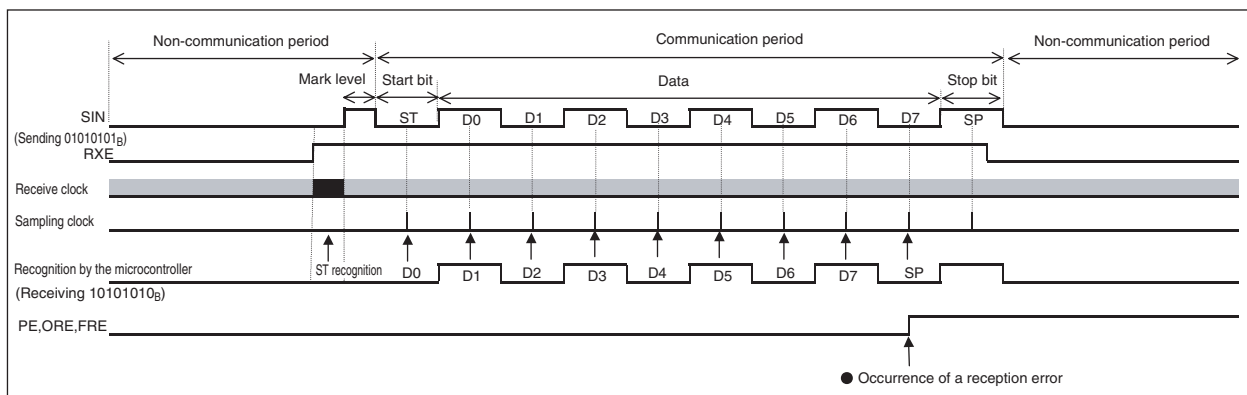 Non-communication period
Communication period
Non-communication period
Mark level
Start bit
Data
Stop bit
SIN
ST
D0
D1
D2
D3
D4
D5
D6
D7
SP
(Sending 01010101B)
RXE
Receive clock
Sampling clock
Recognition by the microcontroller
ST recognition
D0
D1
D2
D3
D4
D5
D6
D7
SP
(Receiving 10101010B)
PE,ORE,FRE
● Occurrence of a reception error